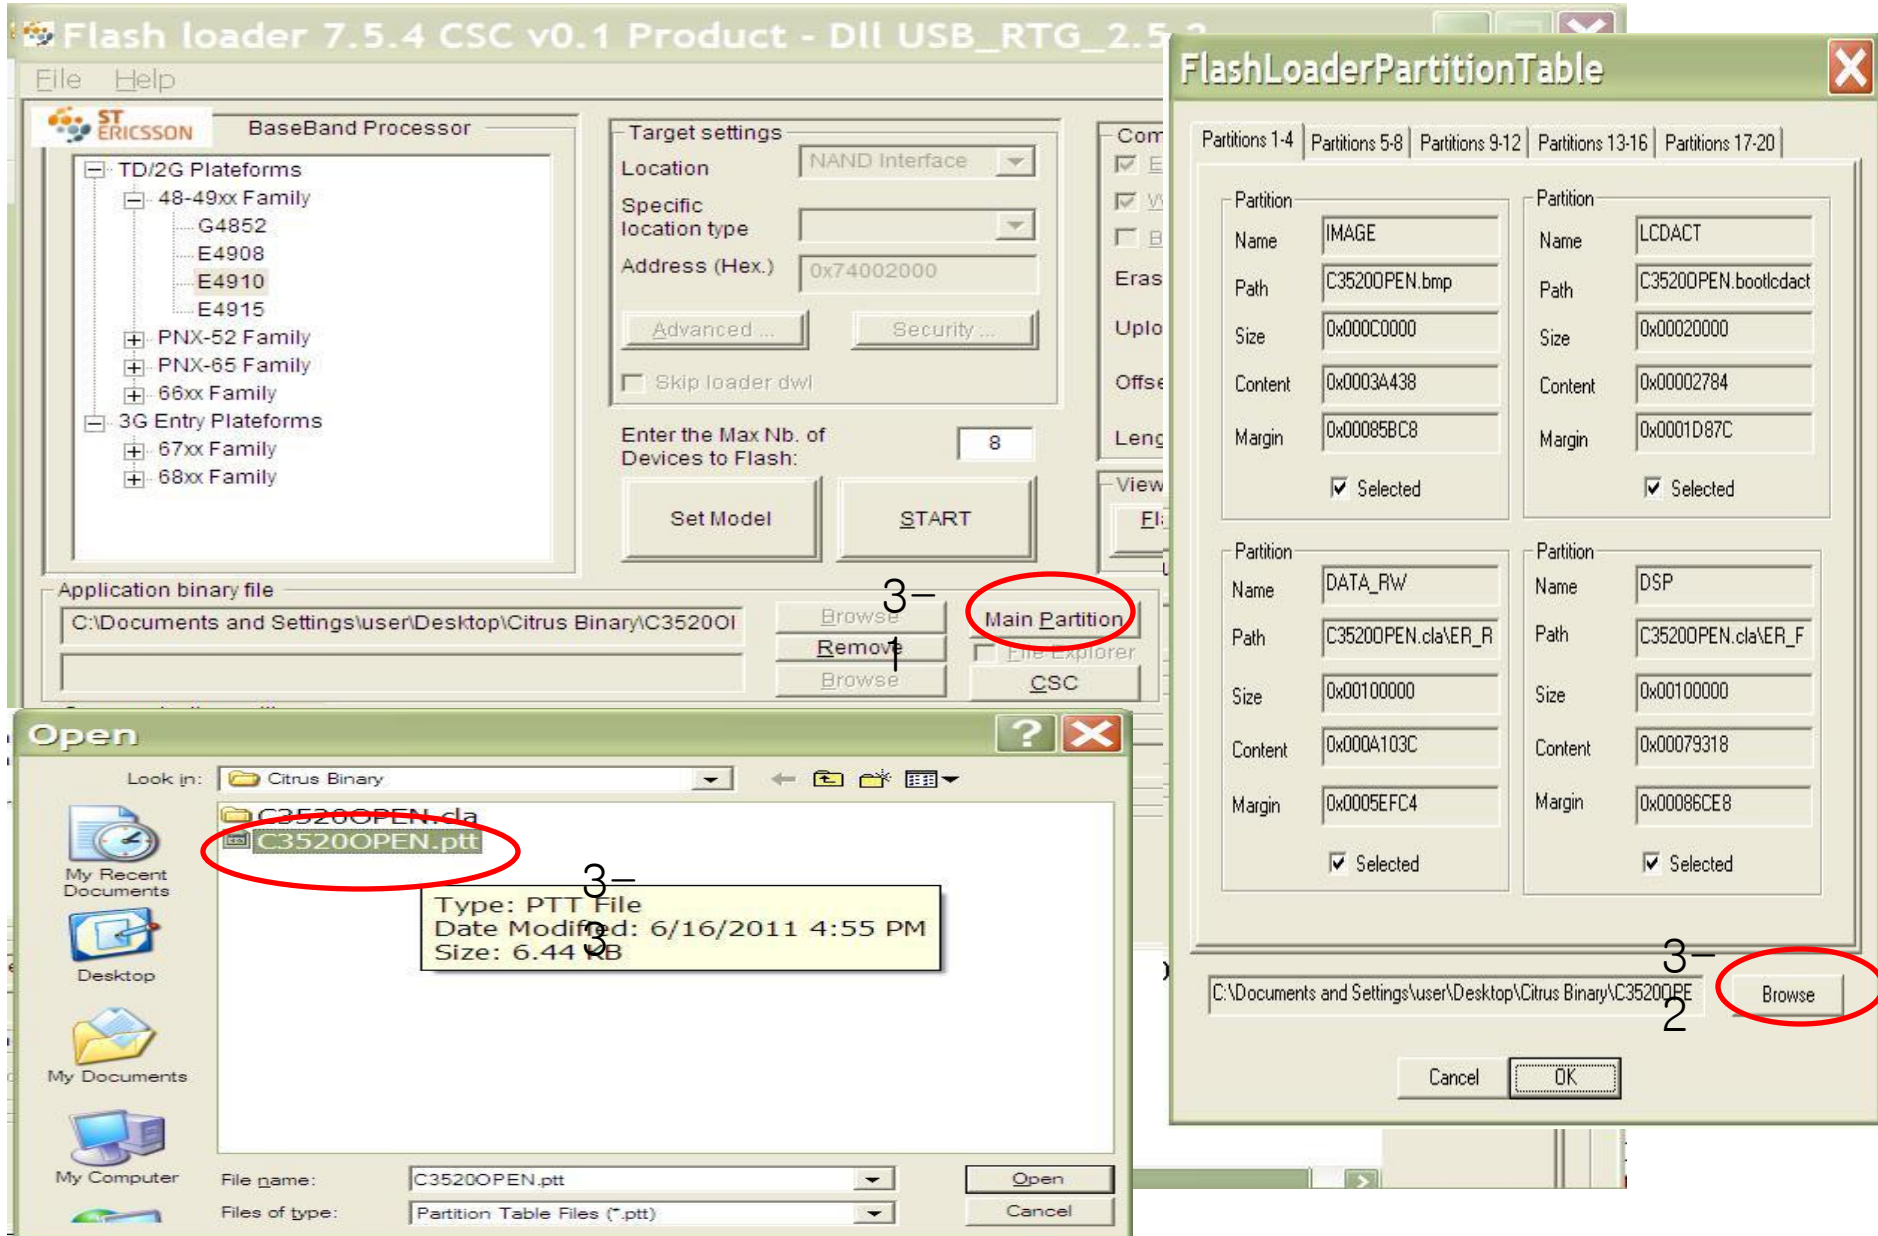 Flash loader 7.5.4 CSC v0.1 Product - Dll USB_RTG_2.5.2
File Help
ST
ERICSSON
BaseBand Processor
TD/2G Plateforms
48-49xx Family
G4852
E4908
E4910
E4915
PNX-52 Family
PNX-65 Family
66xx Family
3G Entry Plateforms
67xx Family
68xx Family
Target settings
Location NAND Interface
Specific
location type
Address (Hex.) 0x74002000
Advanced ... Security ...
Skip loader dwl
Enter the Max Nb. of
Devices to Flash: 8
Set Model START
Com
E
W
B
Eras
Uplo
Offse
Leng
View
Fl
Application binary file
C:\Documents and Settings\user\Desktop\Citrus Binary\C3520OI
Browse
Remove
Browse
3-
1
Main Partition
File Explorer
CSC
Open
Look in: Citrus Binary
C3520OPEN.cla
C3520OPEN.ptt
3-
3
Type: PTT File
Date Modified: 6/16/2011 4:55 PM
Size: 6.44 KB
My Recent
Documents
Desktop
My Documents
My Computer
File name: C3520OPEN.ptt Open
Files of type: Partition Table Files (*.ptt) Cancel
FlashLoaderPartitionTable
Partitions 1-4 Partitions 5-8 Partitions 9-12 Partitions 13-16 Partitions 17-20
Partition
Name IMAGE
Path C3520OPEN.bmp
Size 0x000C0000
Content 0x0003A438
Margin 0x00085BC8
Selected
Partition
Name LCDACT
Path C3520OPEN.bootlcdact
Size 0x00020000
Content 0x00002784
Margin 0x0001D87C
Selected
Partition
Name DATA_RW
Path C3520OPEN.cla\ER_R
Size 0x00100000
Content 0x000A103C
Margin 0x0005EFC4
Selected
Partition
Name DSP
Path C3520OPEN.cla\ER_F
Size 0x00100000
Content 0x00079318
Margin 0x00086CE8
Selected
C:\Documents and Settings\user\Desktop\Citrus Binary\C3520OPE
3-
2
Browse
Cancel OK